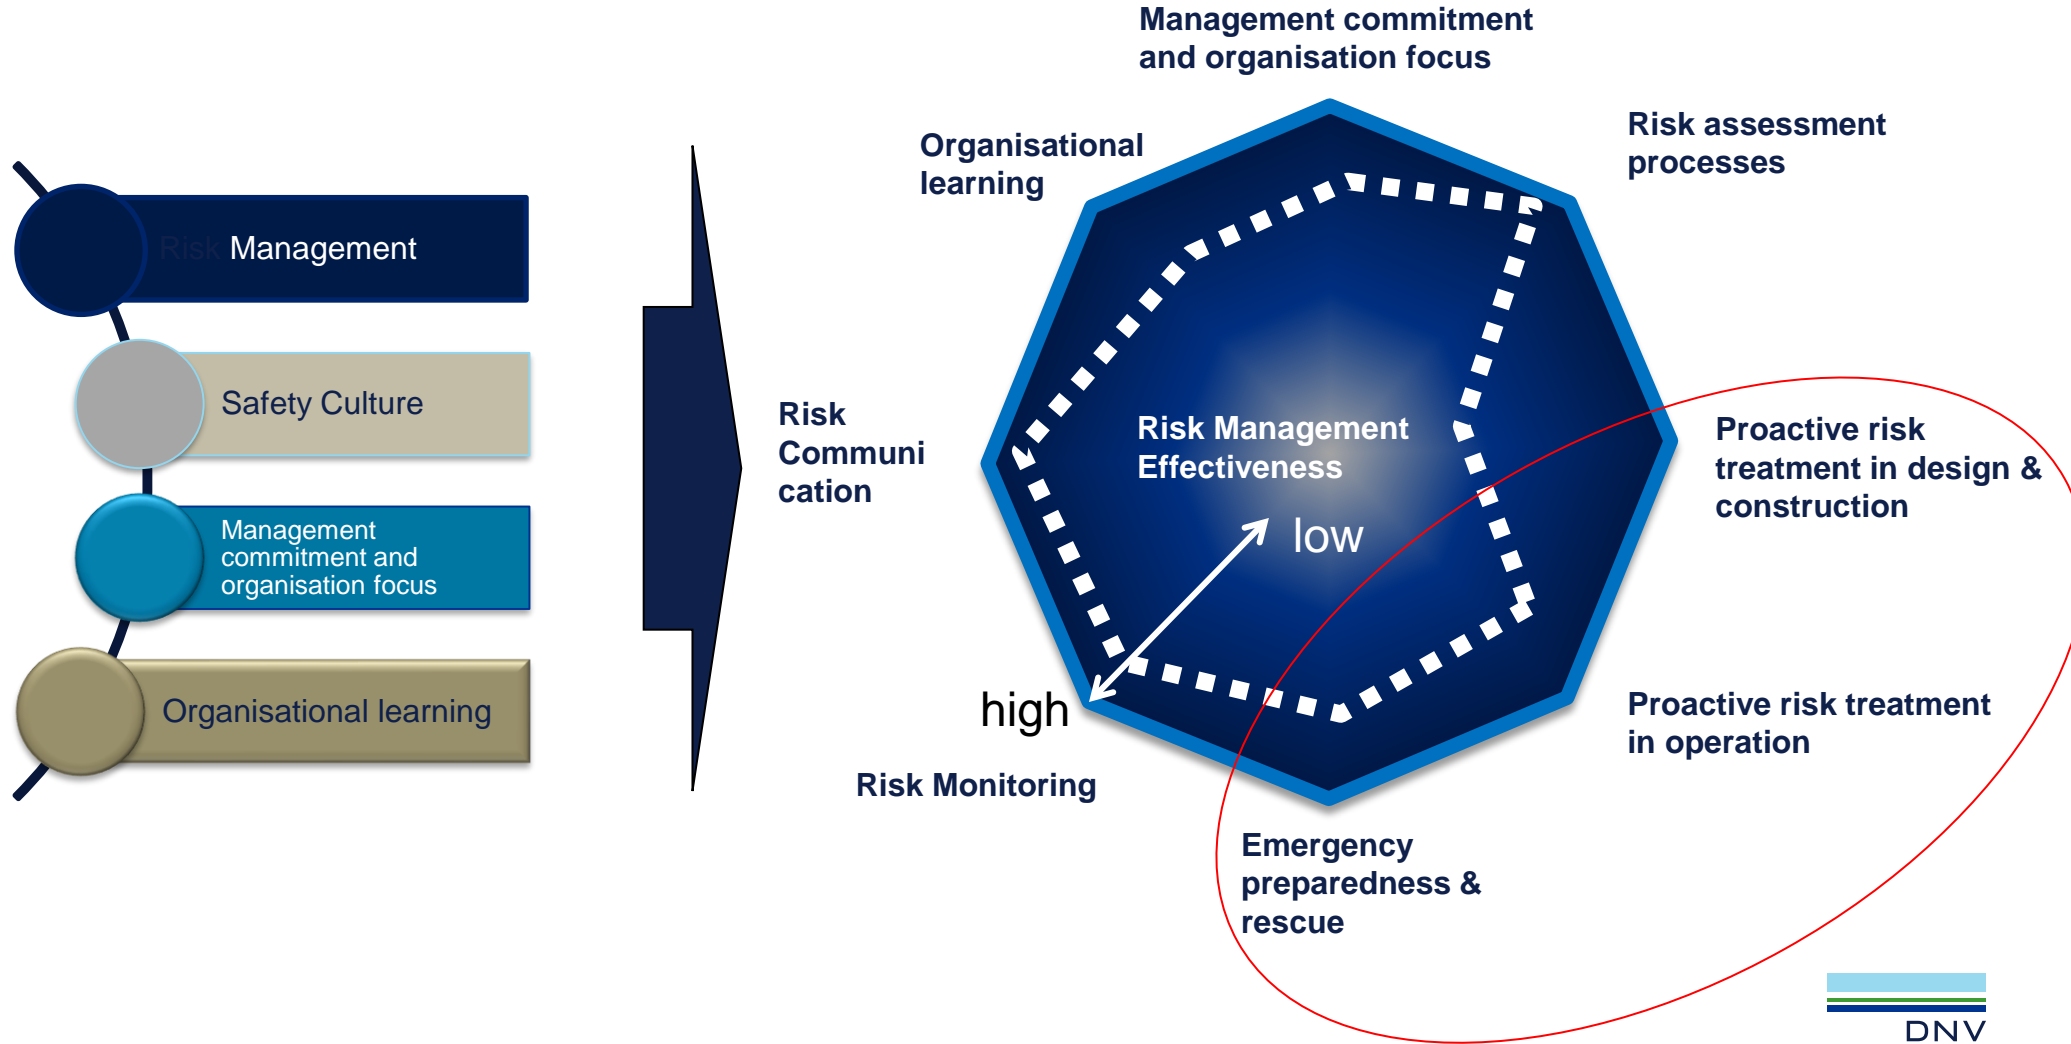 Risk Management
Safety Culture
Management
commitment and
organisation focus
Organisational learning
Management commitment
and organisation focus
Organisational
learning
Risk assessment
processes
Risk
Communi
cation
Risk Management
Effectiveness
low
high
Proactive risk
treatment in design &
construction
Proactive risk treatment
in operation
Risk Monitoring
Emergency
preparedness &
rescue
DNV